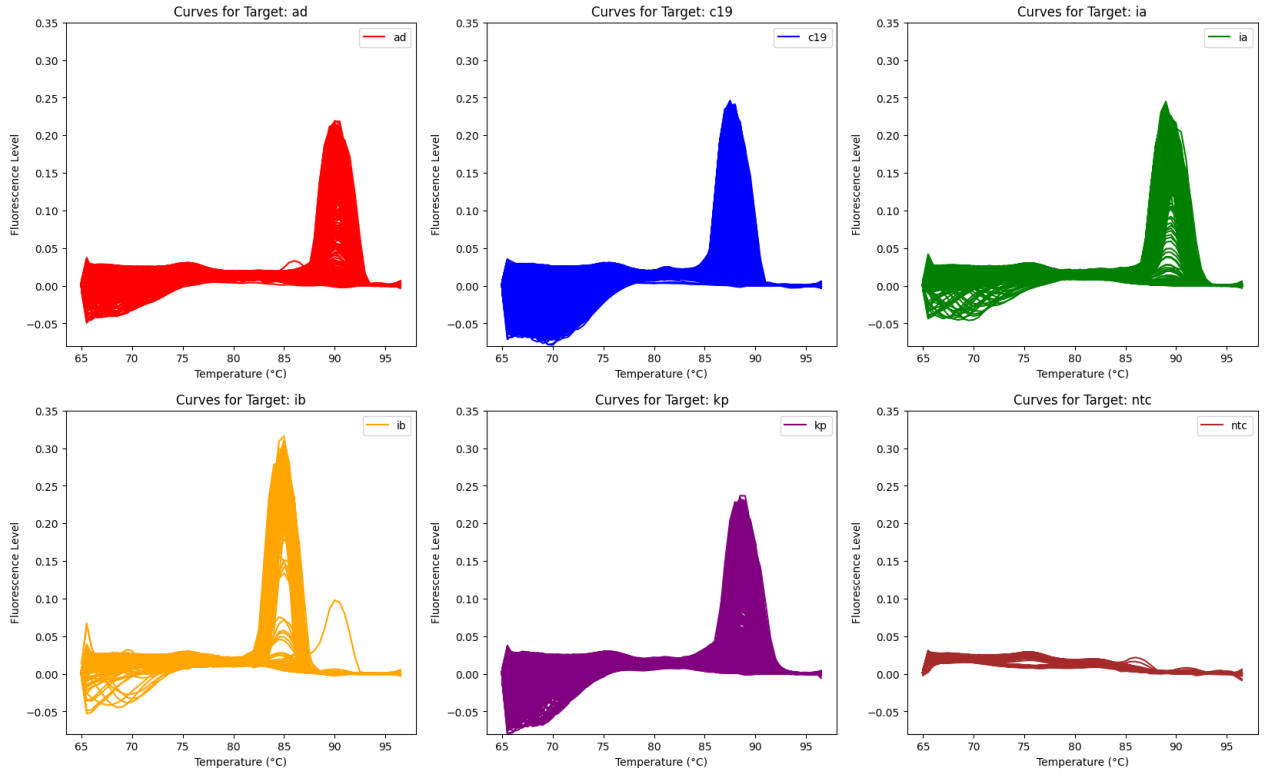 Curves for Target: ad
0.35
0.30
0.25
0.20
0.15
0.10
0.05
0.00
−0.05
Fluorescence Level
ad
65 70 75 80 85 90 95
Temperature (°C)
Curves for Target: c19
0.35
0.30
0.25
0.20
0.15
0.10
0.05
0.00
−0.05
Fluorescence Level
c19
65 70 75 80 85 90 95
Temperature (°C)
Curves for Target: ia
0.35
0.30
0.25
0.20
0.15
0.10
0.05
0.00
−0.05
Fluorescence Level
ia
65 70 75 80 85 90 95
Temperature (°C)
Curves for Target: ib
0.35
0.30
0.25
0.20
0.15
0.10
0.05
0.00
−0.05
Fluorescence Level
ib
65 70 75 80 85 90 95
Temperature (°C)
Curves for Target: kp
0.35
0.30
0.25
0.20
0.15
0.10
0.05
0.00
−0.05
Fluorescence Level
kp
65 70 75 80 85 90 95
Temperature (°C)
Curves for Target: ntc
0.35
0.30
0.25
0.20
0.15
0.10
0.05
0.00
−0.05
Fluorescence Level
ntc
65 70 75 80 85 90 95
Temperature (°C)